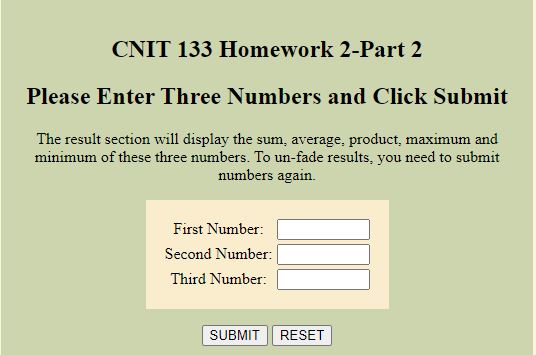 CNIT 133 Homework 2-Part 2
Please Enter Three Numbers and Click Submit
The result section will display the sum, average, product, maximum and
minimum of these three numbers. To un-fade results, you need to submit
numbers again.
First Number:
Second Number:
Third Number:
SUBMIT RESET